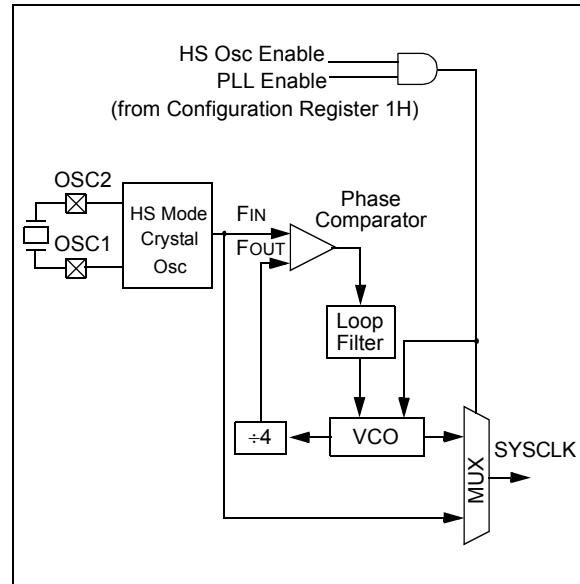 HS Osc Enable
PLL Enable
(from Configuration Register 1H)
OSC2
OSC1
HS Mode
Crystal
Osc
FIN
FOUT
Phase
Comparator
Loop
Filter
÷4
VCO
MUX
SYSCLK